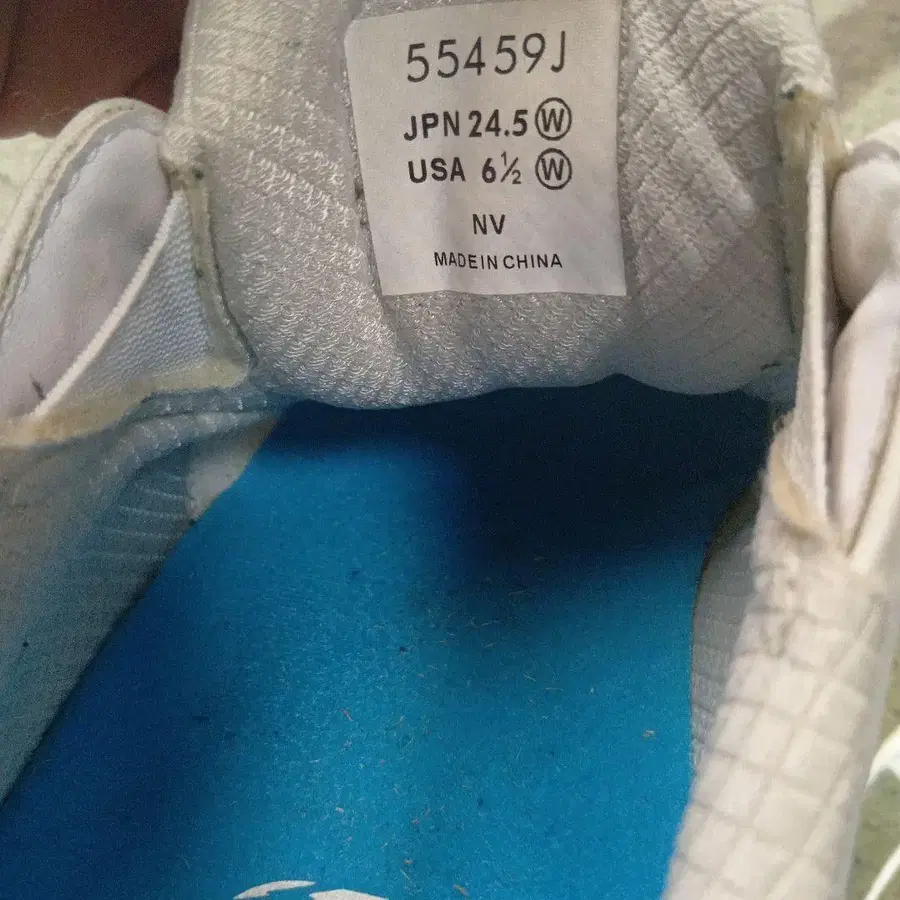 55459J
JPN 24.5 Ⓦ
USA 6½ Ⓦ
NV
MADE IN CHINA